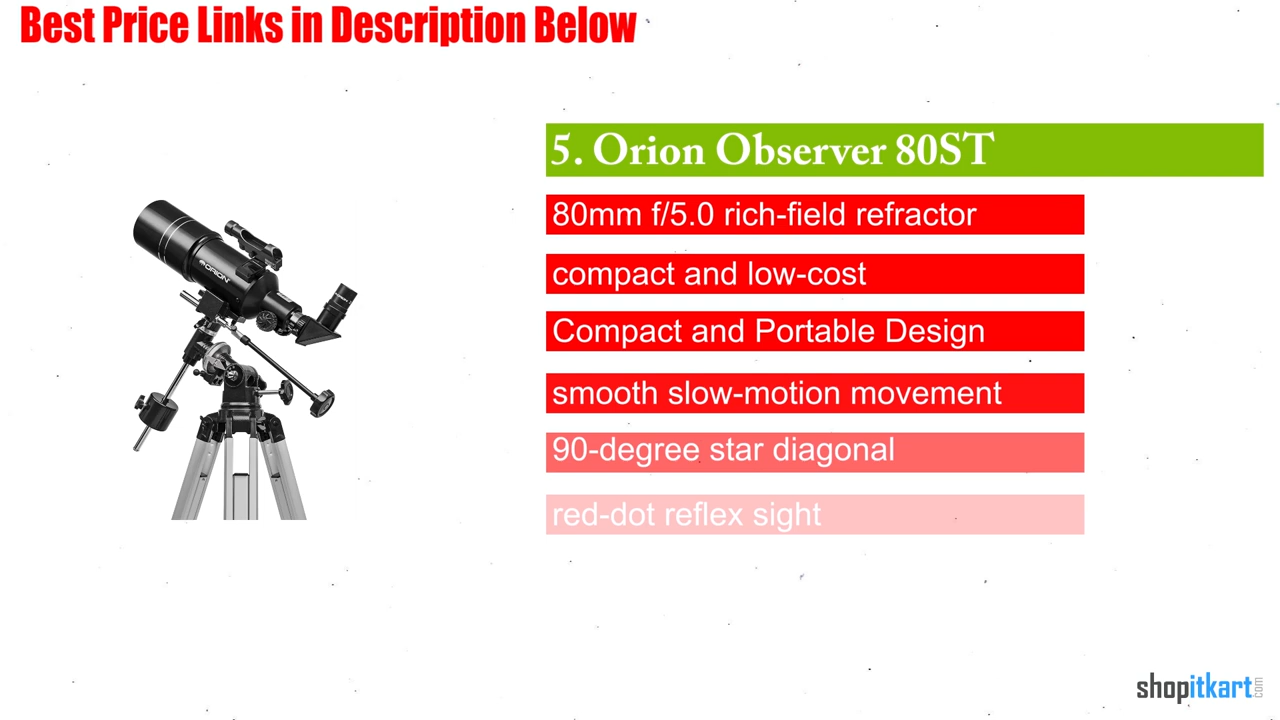 Best Price Links in Description Below
5. Orion Observer 80ST
80mm f/5.0 rich-field refractor
compact and low-cost
Compact and Portable Design
smooth slow-motion movement
90-degree star diagonal
red-dot reflex sight
ORION
shopitkart.com